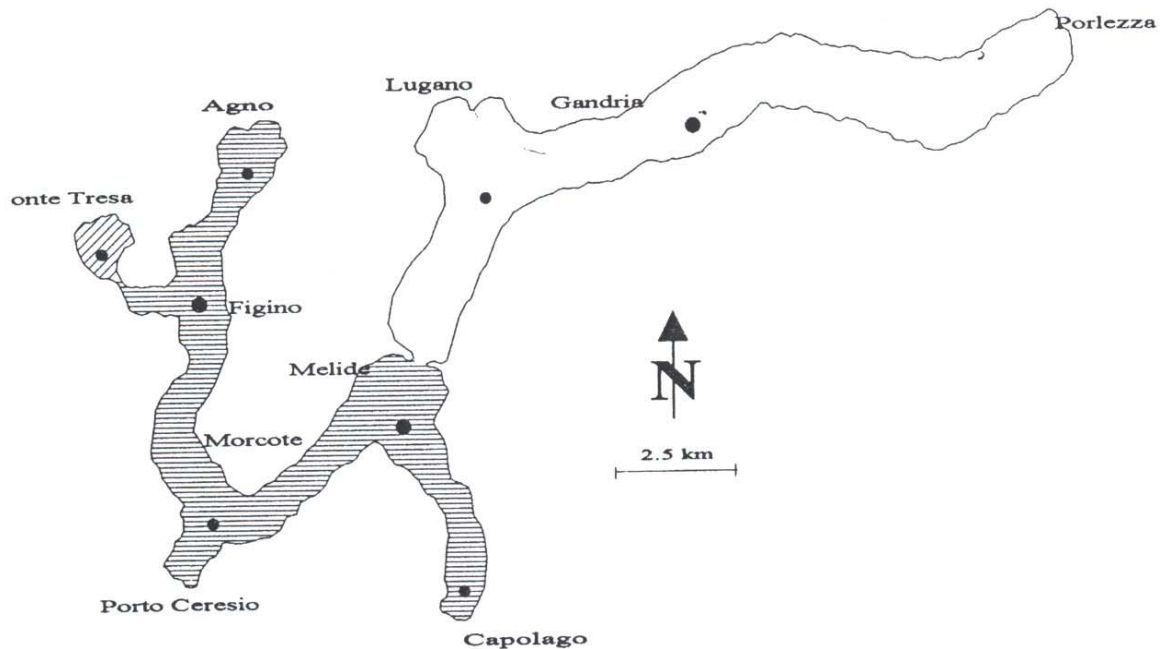 Porlezza
Lugano
Gandria
Agno
onte Tresa
Figino
Melide
N
Morcote
2.5 km
Porto Ceresio
Capolago